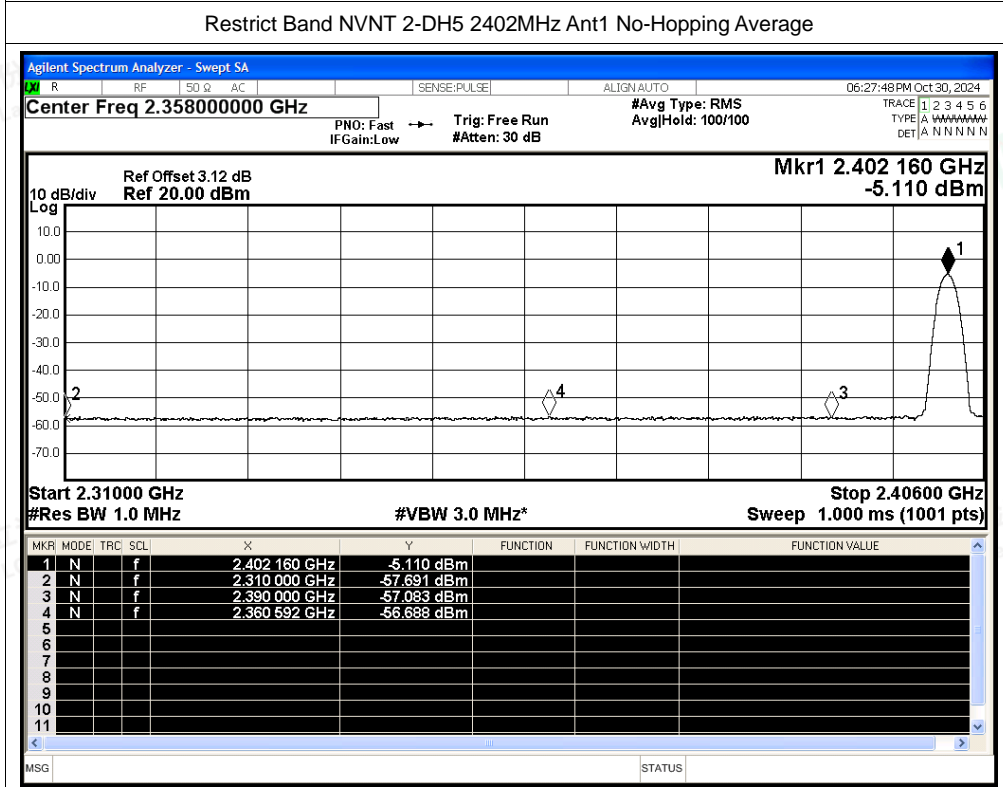 Restrict Band NVNT 2-DH5 2402MHz Ant1 No-Hopping Average
Agilent Spectrum Analyzer - Swept SA
LXI R RF 50 Ω AC SENSE:PULSE ALIGN AUTO 06:27:48 PM Oct 30, 2024
Center Freq 2.358000000 GHz #Avg Type: RMS TRACE 1 2 3 4 5 6
PNO: Fast Trig: Free Run Avg|Hold: 100/100 TYPE A WWWWW
IFGain:Low #Atten: 30 dB DET A N N N N N
Mkr1 2.402 160 GHz
Ref Offset 3.12 dB
10 dB/div Ref 20.00 dBm -5.110 dBm
Log
10.0
0.00
1
-10.0
-20.0
-30.0
-40.0
-50.0
2
4
3
-60.0
-70.0
Start 2.31000 GHz Stop 2.40600 GHz
#Res BW 1.0 MHz #VBW 3.0 MHz* Sweep 1.000 ms (1001 pts)
MKR MODE TRC SCL X Y FUNCTION FUNCTION WIDTH FUNCTION VALUE
1 N f 2.402 160 GHz -5.110 dBm
2 N f 2.310 000 GHz -57.691 dBm
3 N f 2.390 000 GHz -57.083 dBm
4 N f 2.360 592 GHz -56.688 dBm
5
6
7
8
9
10
11
MSG STATUS